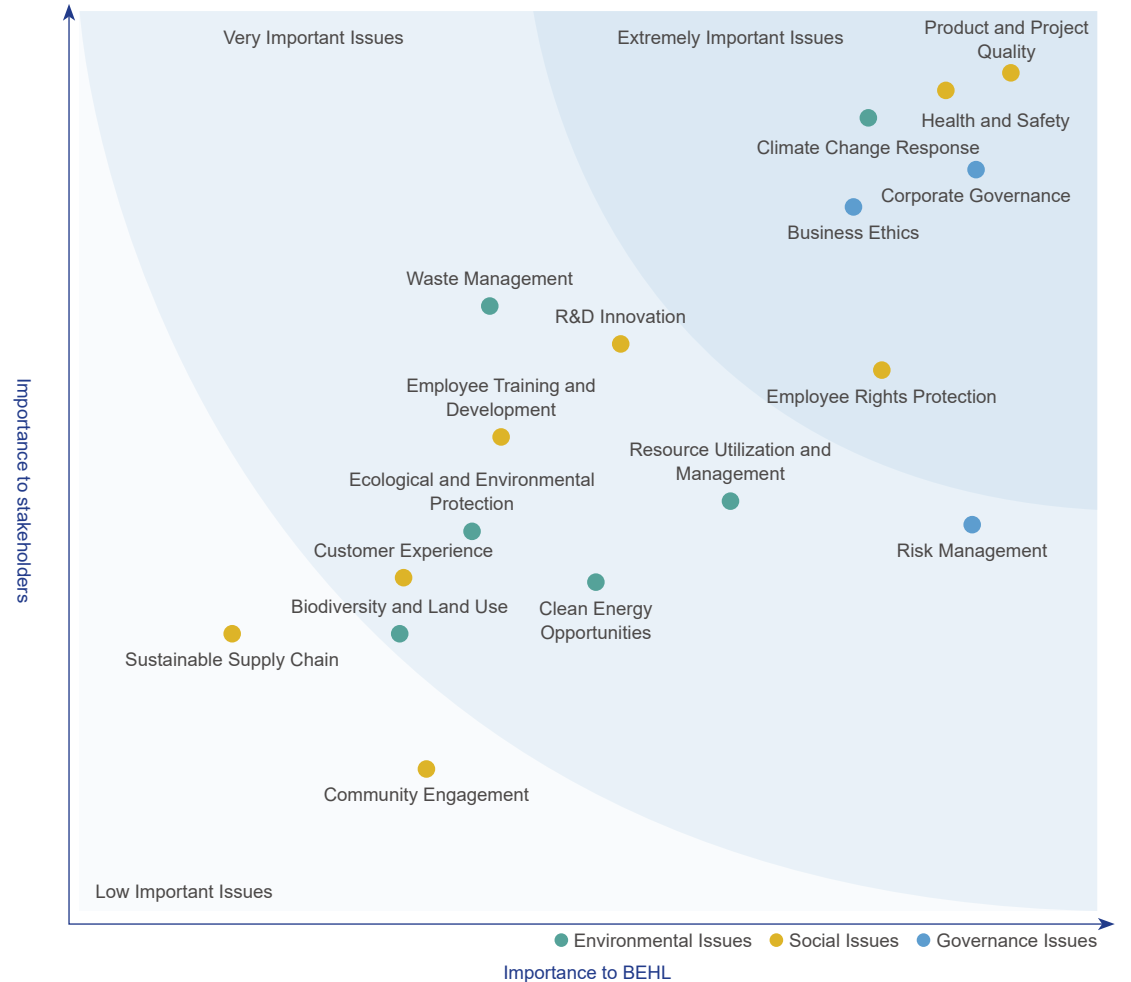 Very Important Issues
Extremely Important Issues
Product and Project
Quality
Health and Safety
Climate Change Response
Corporate Governance
Business Ethics
Waste Management
R&D Innovation
Employee Training and
Development
Employee Rights Protection
Resource Utilization and
Management
Ecological and Environmental
Protection
Customer Experience
Risk Management
Biodiversity and Land Use
Clean Energy
Opportunities
Sustainable Supply Chain
Community Engagement
Low Important Issues
Importance to stakeholders
Environmental Issues
Social Issues
Governance Issues
Importance to BEHL